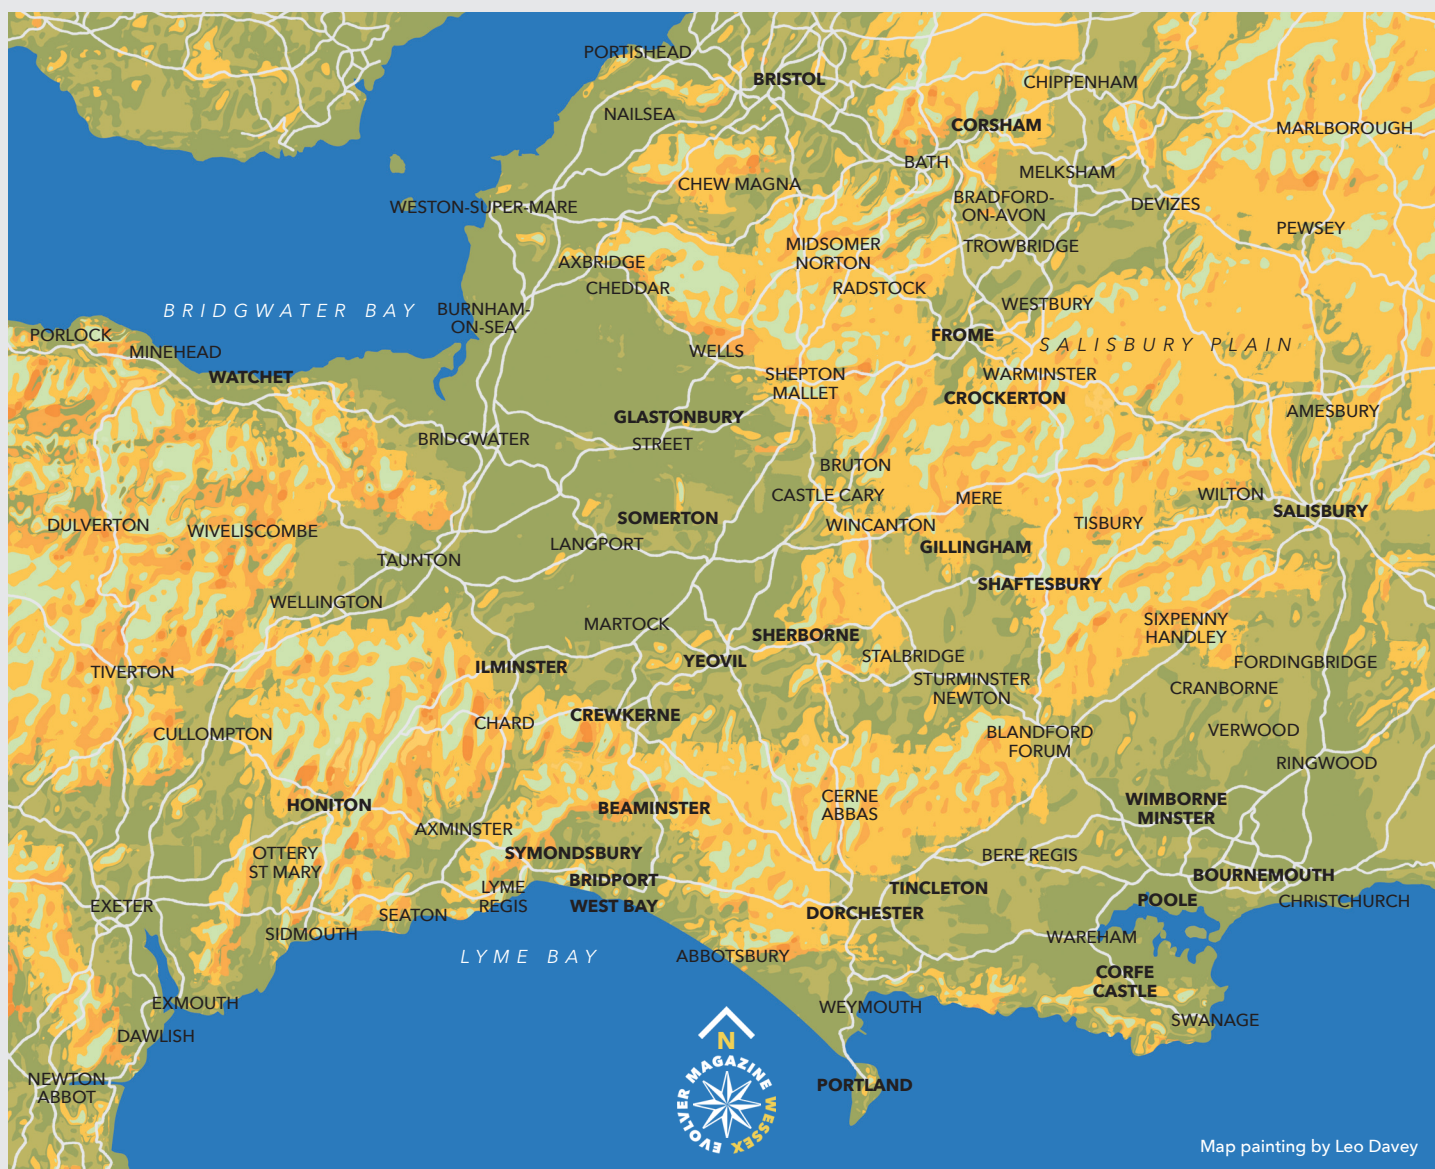 PORTISHEAD
BRISTOL
CHIPPENHAM
NAILSEA
CORSHAM
MARLBOROUGH
BATH
MELKSHAM
CHEW MAGNA
WESTON-SUPER-MARE
BRADFORD-
ON-AVON
DEVIZES
PEWSEY
MIDSOMER
NORTON
TROWBRIDGE
AXBRIDGE
CHEDDAR
RADSTOCK
BRIDGWATER BAY
BURNHAM-
ON-SEA
WESTBURY
PORLOCK
MINEHEAD
FROME
SALISBURY PLAIN
WELLS
WATCHET
SHEPTON
MALLET
WARMINSTER
CROCKERTON
AMESBURY
GLASTONBURY
BRIDGWATER
STREET
BRUTON
CASTLE CARY
MERE
WILTON
SALISBURY
DULVERTON
WIVELISCOMBE
SOMERTON
WINCANTON
TISBURY
LANGPORT
GILLINGHAM
TAUNTON
SHAFTESBURY
WELLINGTON
MARTOCK
SHERBORNE
SIXPENNY
HANDLEY
TIVERTON
ILMINSTER
YEOVIL
STALBRIDGE
FORDINGBRIDGE
STURMINSTER
NEWTON
CRANBORNE
CULLOMPTON
CHARD
CREWKERNE
BLANDFORD
FORUM
VERWOOD
RINGWOOD
HONITON
BEAMINSTER
CERNE
ABBAS
WIMBORNE
MINSTER
AXMINSTER
OTTERY
ST MARY
SYMONDSBURY
BERE REGIS
BRIDPORT
BOURNEMOUTH
LYME
REGIS
TINCLETON
POOLE
CHRISTCHURCH
EXETER
SEATON
WEST BAY
DORCHESTER
SIDMOUTH
WAREHAM
LYME BAY
ABBOTSBURY
CORFE
CASTLE
EXMOUTH
WEYMOUTH
SWANAGE
DAWLISH
N
NEWTON
ABBOT
EVOLVER MAGAZINE WESSEX
PORTLAND
Map painting by Leo Davey